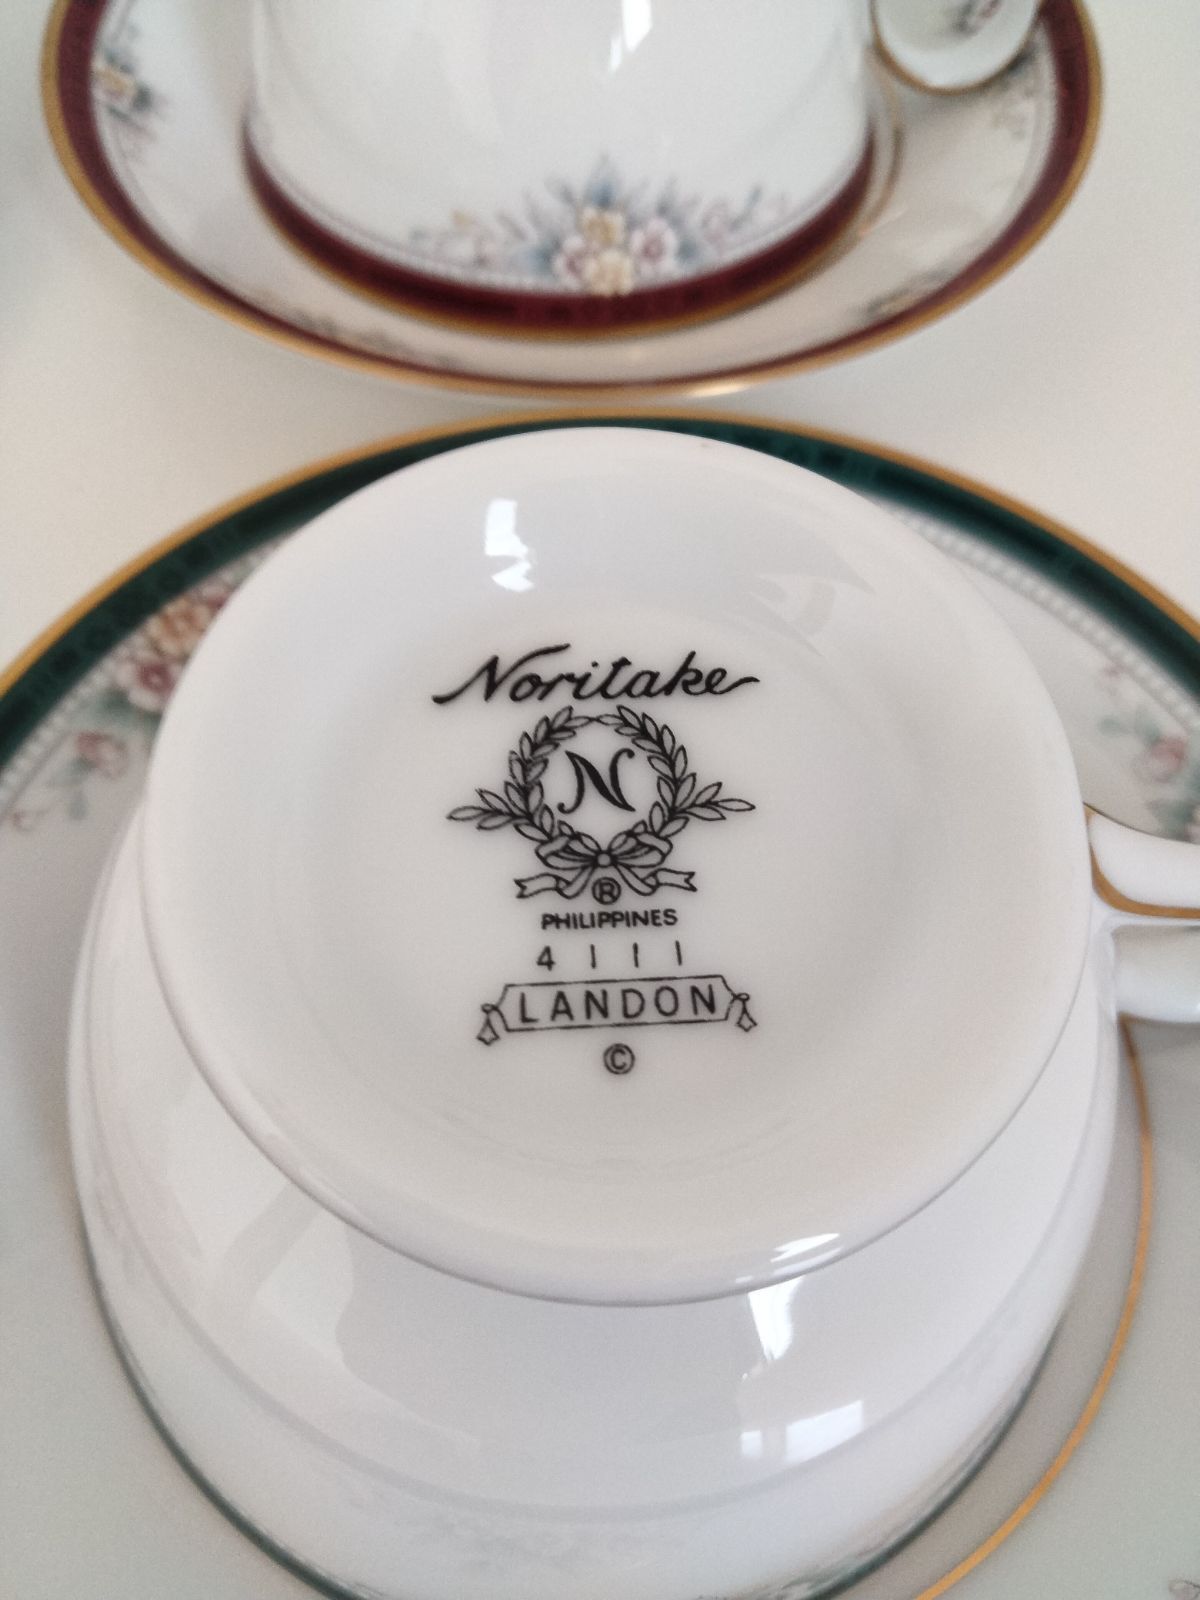 Noritake
N
®
PHILIPPINES
4111
LANDON
©